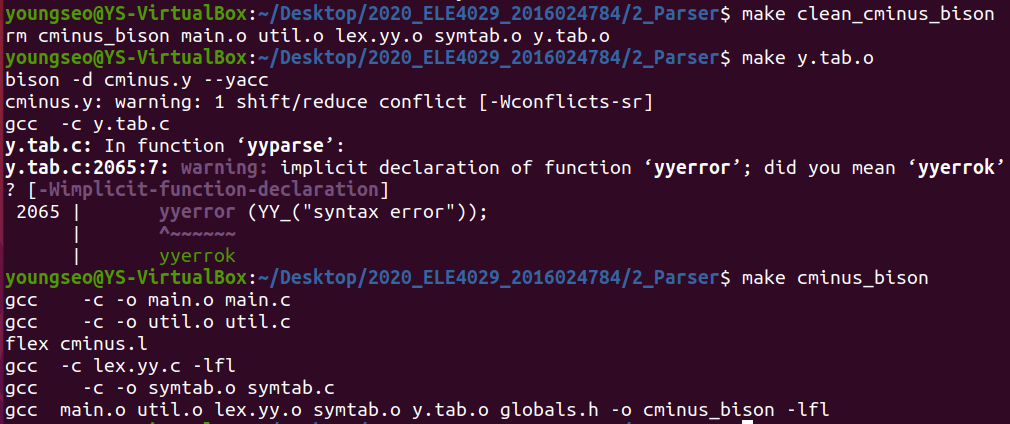 youngseo@YS-VirtualBox:~/Desktop/2020_ELE4029_2016024784/2_Parser$ make clean_cminus_bison
rm cminus_bison main.o util.o lex.yy.o symtab.o y.tab.o
youngseo@YS-VirtualBox:~/Desktop/2020_ELE4029_2016024784/2_Parser$ make y.tab.o
bison -d cminus.y --yacc
cminus.y: warning: 1 shift/reduce conflict [-Wconflicts-sr]
gcc  -c y.tab.c
y.tab.c: In function ‘yyparse’:
y.tab.c:2065:7: warning: implicit declaration of function ‘yyerror’; did you mean ‘yyerrok’
? [-Wimplicit-function-declaration]
 2065 |       yyerror (YY_("syntax error"));
      |       ^~~~~~~
      |       yyerrok
youngseo@YS-VirtualBox:~/Desktop/2020_ELE4029_2016024784/2_Parser$ make cminus_bison
gcc    -c -o main.o main.c
gcc    -c -o util.o util.c
flex cminus.l
gcc  -c lex.yy.c -lfl
gcc    -c -o symtab.o symtab.c
gcc  main.o util.o lex.yy.o symtab.o y.tab.o globals.h -o cminus_bison -lfl